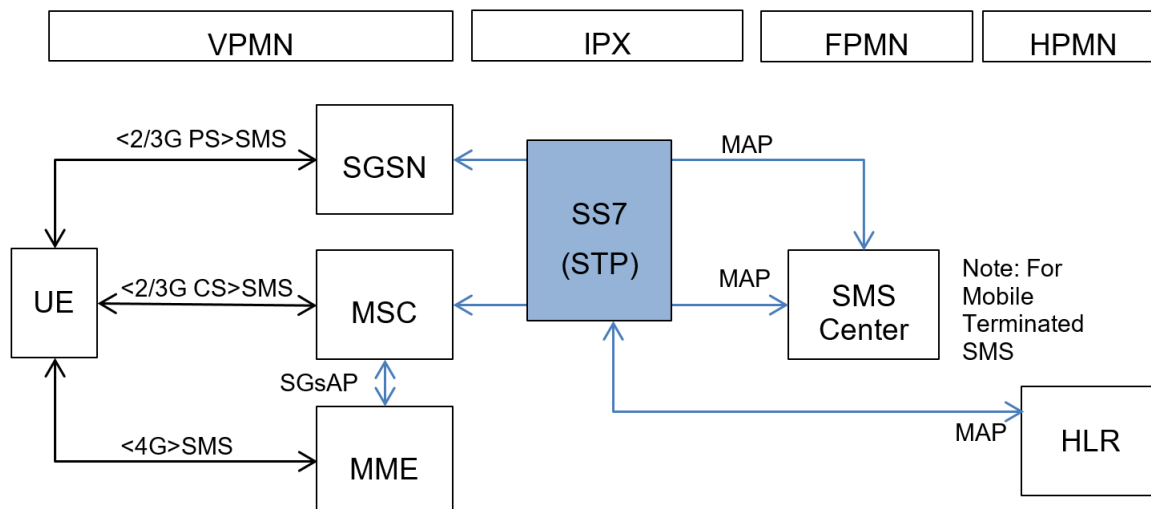 VPMN
IPX
FPMN
HPMN
<2/3G PS>SMS
SGSN
MAP
SS7
(STP)
UE
<2/3G CS>SMS
MSC
MAP
SMS
Center
Note: For
Mobile
Terminated
SMS
SGsAP
<4G>SMS
MME
MAP
HLR